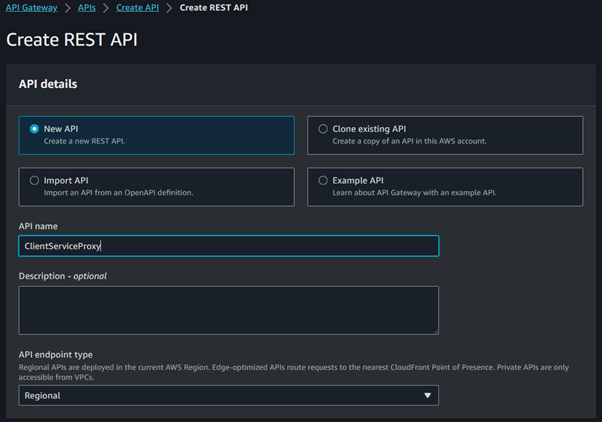 API Gateway > APIs > Create API > Create REST API
Create REST API
API details
New API
Create a new REST API.
Clone existing API
Create a copy of an API in this AWS account.
Import API
Import an API from an OpenAPI definition.
Example API
Learn about API Gateway with an example API.
API name
ClientServiceProxy
Description - optional
API endpoint type
Regional APIs are deployed in the current AWS Region. Edge-optimized APIs route requests to the nearest CloudFront Point of Presence. Private APIs are only
accessible from VPCs.
Regional